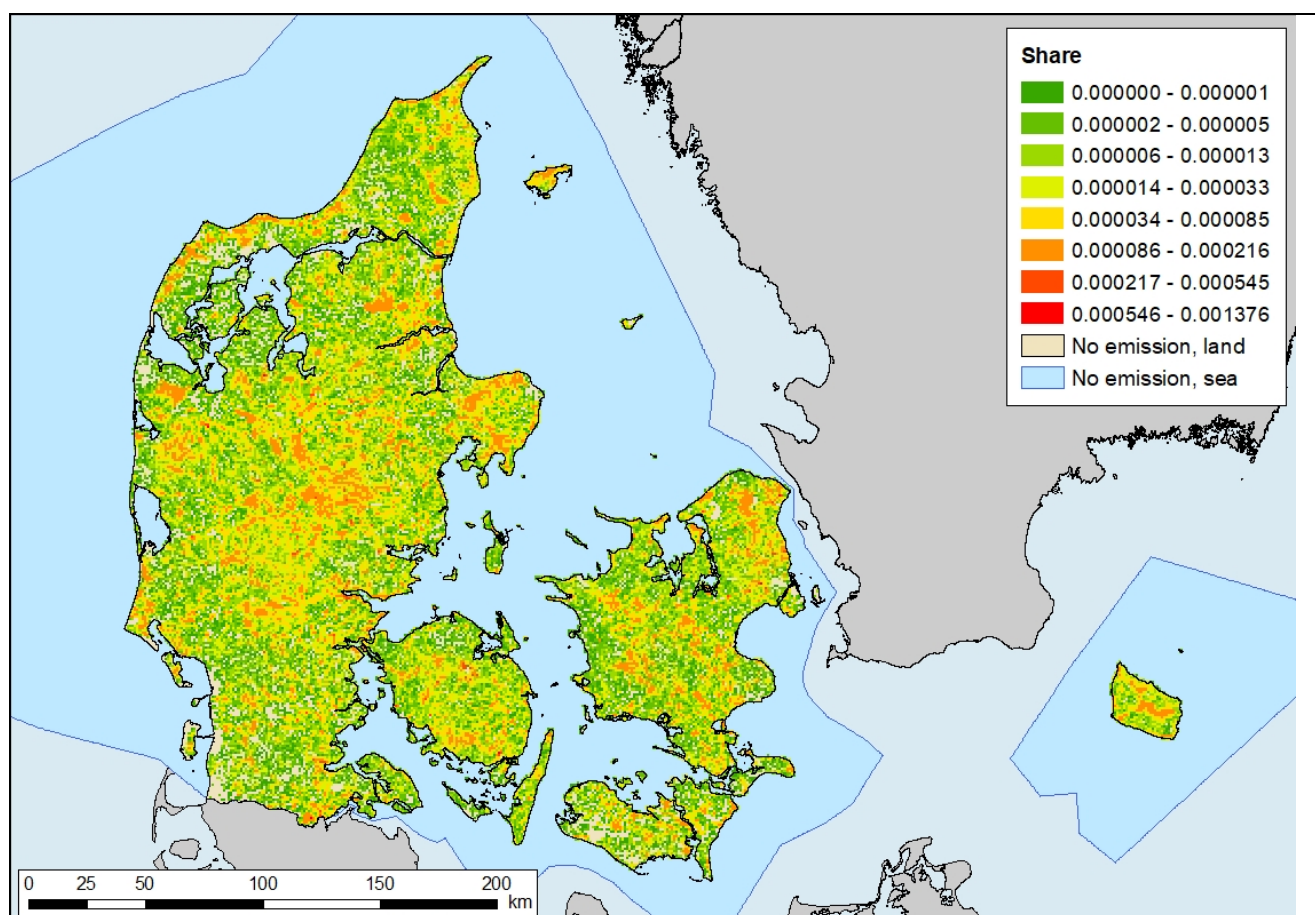 Share
0.000000 - 0.000001
0.000002 - 0.000005
0.000006 - 0.000013
0.000014 - 0.000033
0.000034 - 0.000085
0.000086 - 0.000216
0.000217 - 0.000545
0.000546 - 0.001376
No emission, land
No emission, sea
0 25 50 100 150 200
km